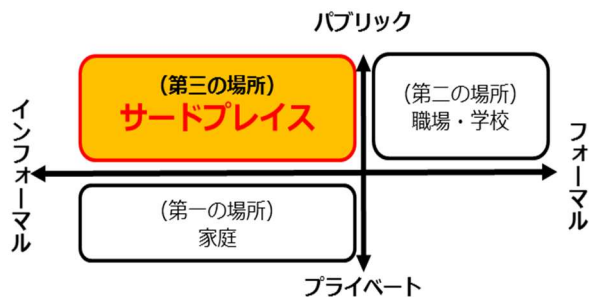 パブリック
(第三の場所)
サードプレイス
(第二の場所)
職場・学校
インフォーマル
フォーマル
(第一の場所)
家庭
プライベート